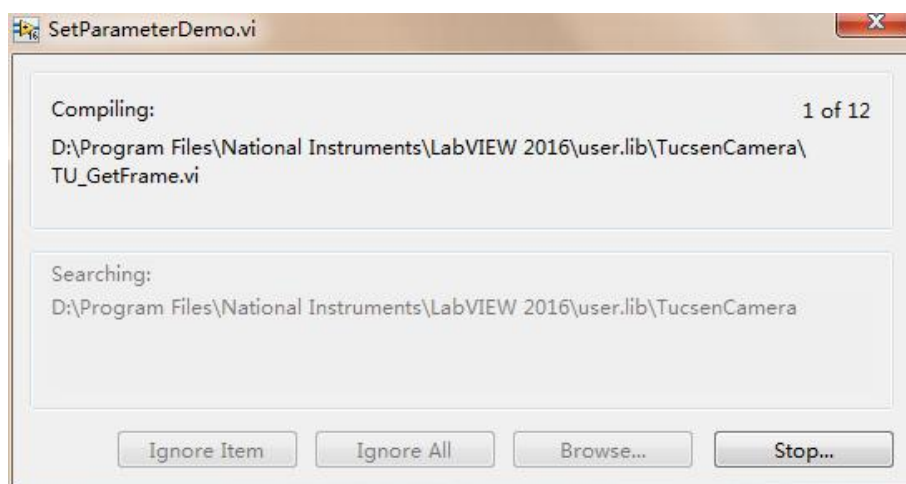 SetParameterDemo.vi
Compiling: 1 of 12
D:\Program Files\National Instruments\LabVIEW 2016\user.lib\TucsenCamera\
TU_GetFrame.vi
Searching:
D:\Program Files\National Instruments\LabVIEW 2016\user.lib\TucsenCamera
Ignore Item Ignore All Browse... Stop...